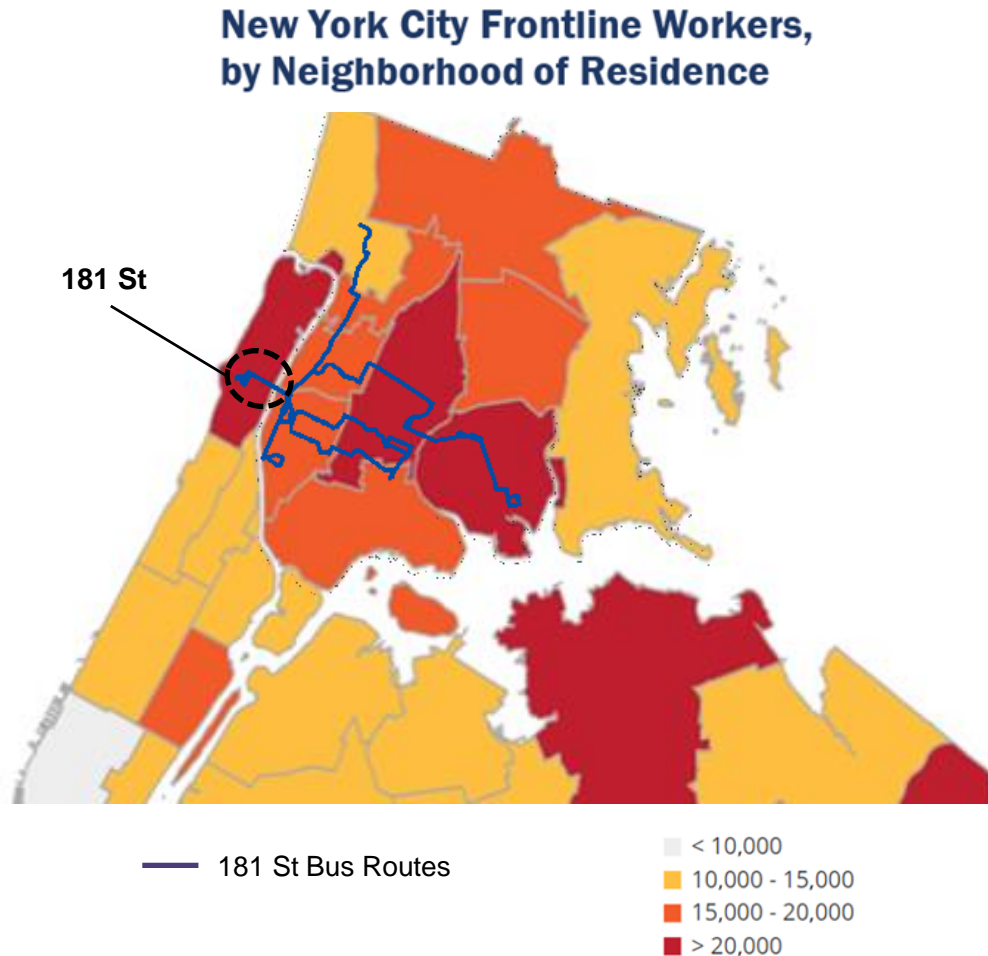 New York City Frontline Workers,
by Neighborhood of Residence
181 St
181 St Bus Routes
< 10,000
10,000 - 15,000
15,000 - 20,000
> 20,000